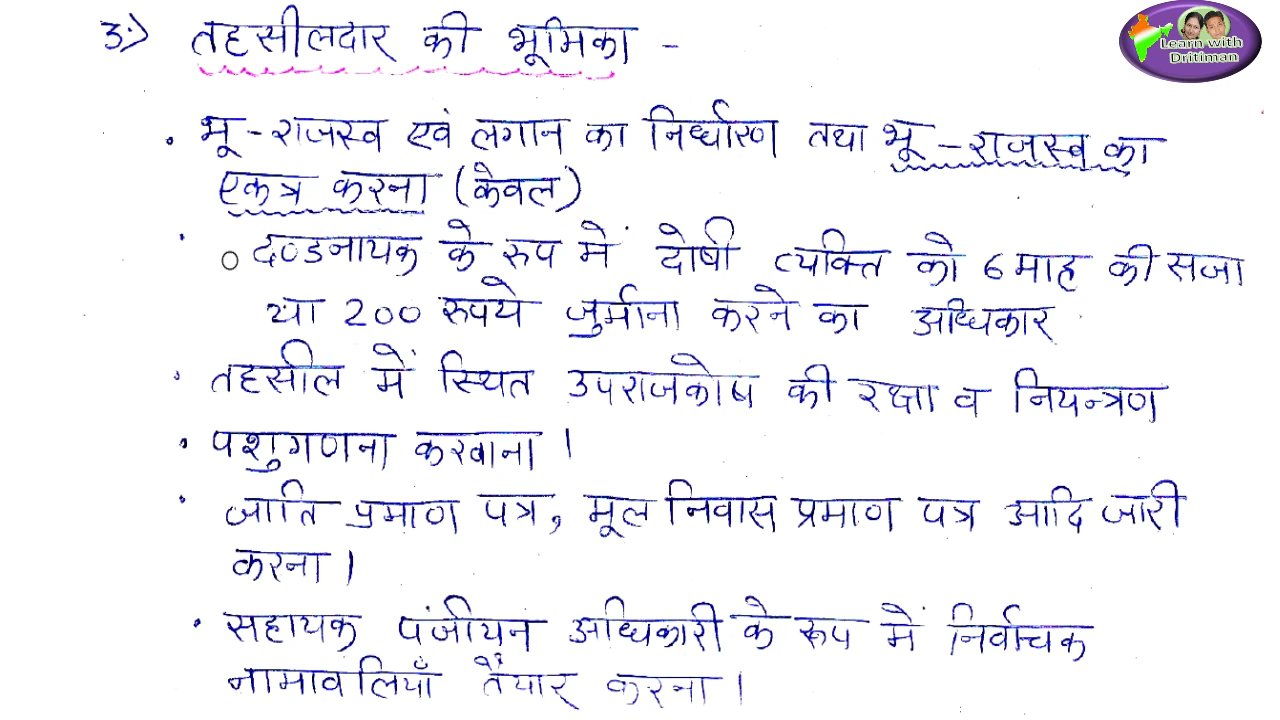 3:) तहसीलदार की भूमिका -
Learn with
Dritiman
• भू-राजस्व एवं लगान का निर्धारण तथा भू-राजस्व का
एकत्र करना (केवल)
• ○ दण्डनायक के रुप में दोषी व्यक्ति को 6 माह की सजा
या 200 रुपये जुर्माना करने का अधिकार
• तहसील में स्थित उपराजकोष की रक्षा व नियन्त्रण
• पशुगणना करवाना।
• जाति प्रमाण पत्र, मूल निवास प्रमाण पत्र आदि जारी
करना।
• सहायक पंजीयन अधिकारी के रूप में निर्वाचक
नामावलियाँ तैयार करना।